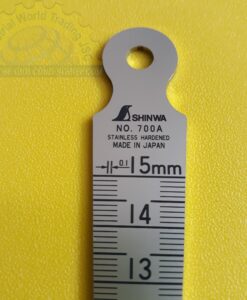 SHINWA
NO. 700A
STAINLESS HARDENED
MADE IN JAPAN
0.1 15mm
14
13